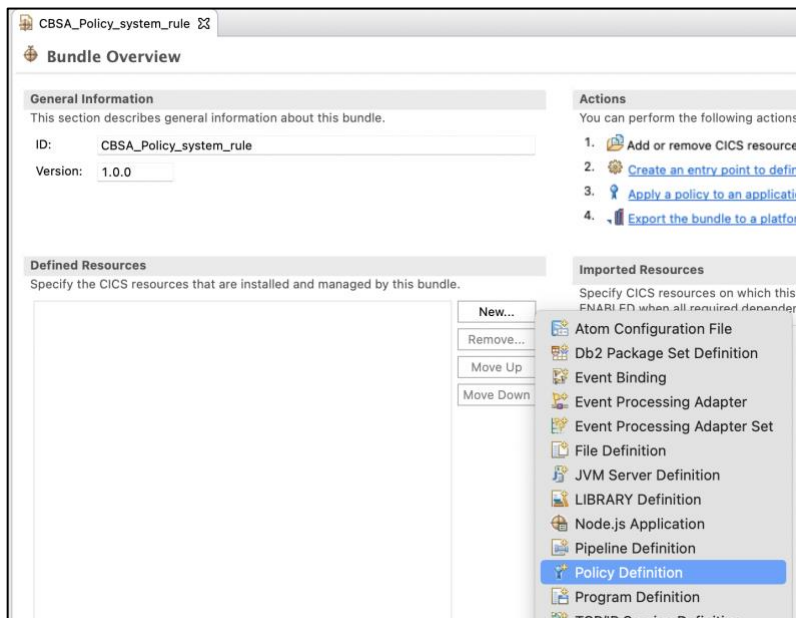 CBSA_Policy_system_rule
Bundle Overview
General Information
This section describes general information about this bundle.
ID: CBSA_Policy_system_rule
Version: 1.0.0
Actions
You can perform the following actions
1. Add or remove CICS resource
2. Create an entry point to defin
3. Apply a policy to an applicati
4. Export the bundle to a platfor
Defined Resources
Specify the CICS resources that are installed and managed by this bundle.
New...
Remove...
Move Up
Move Down
Imported Resources
Specify CICS resources on which this
ENABLED when all required depender
Atom Configuration File
Db2 Package Set Definition
Event Binding
Event Processing Adapter
Event Processing Adapter Set
File Definition
JVM Server Definition
LIBRARY Definition
Node.js Application
Pipeline Definition
Policy Definition
Program Definition